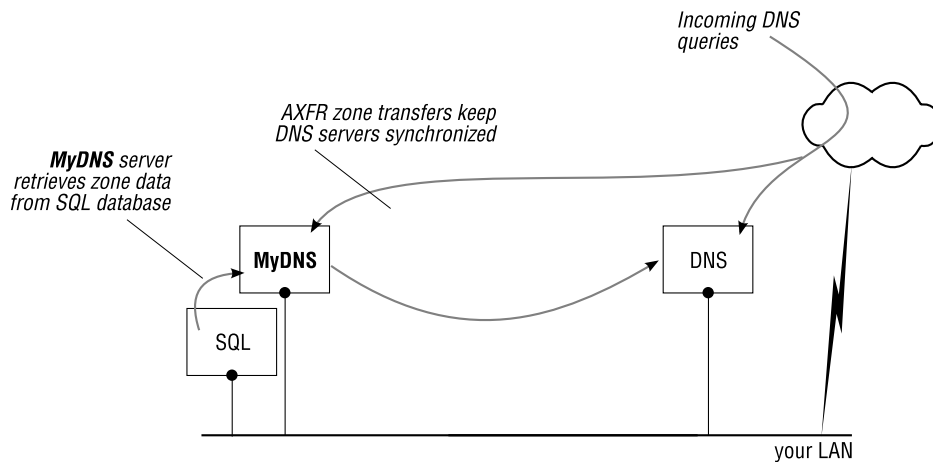 Incoming DNS
queries
AXFR zone transfers keep
DNS servers synchronized
MyDNS server
retrieves zone data
from SQL database
MyDNS
DNS
SQL
your LAN